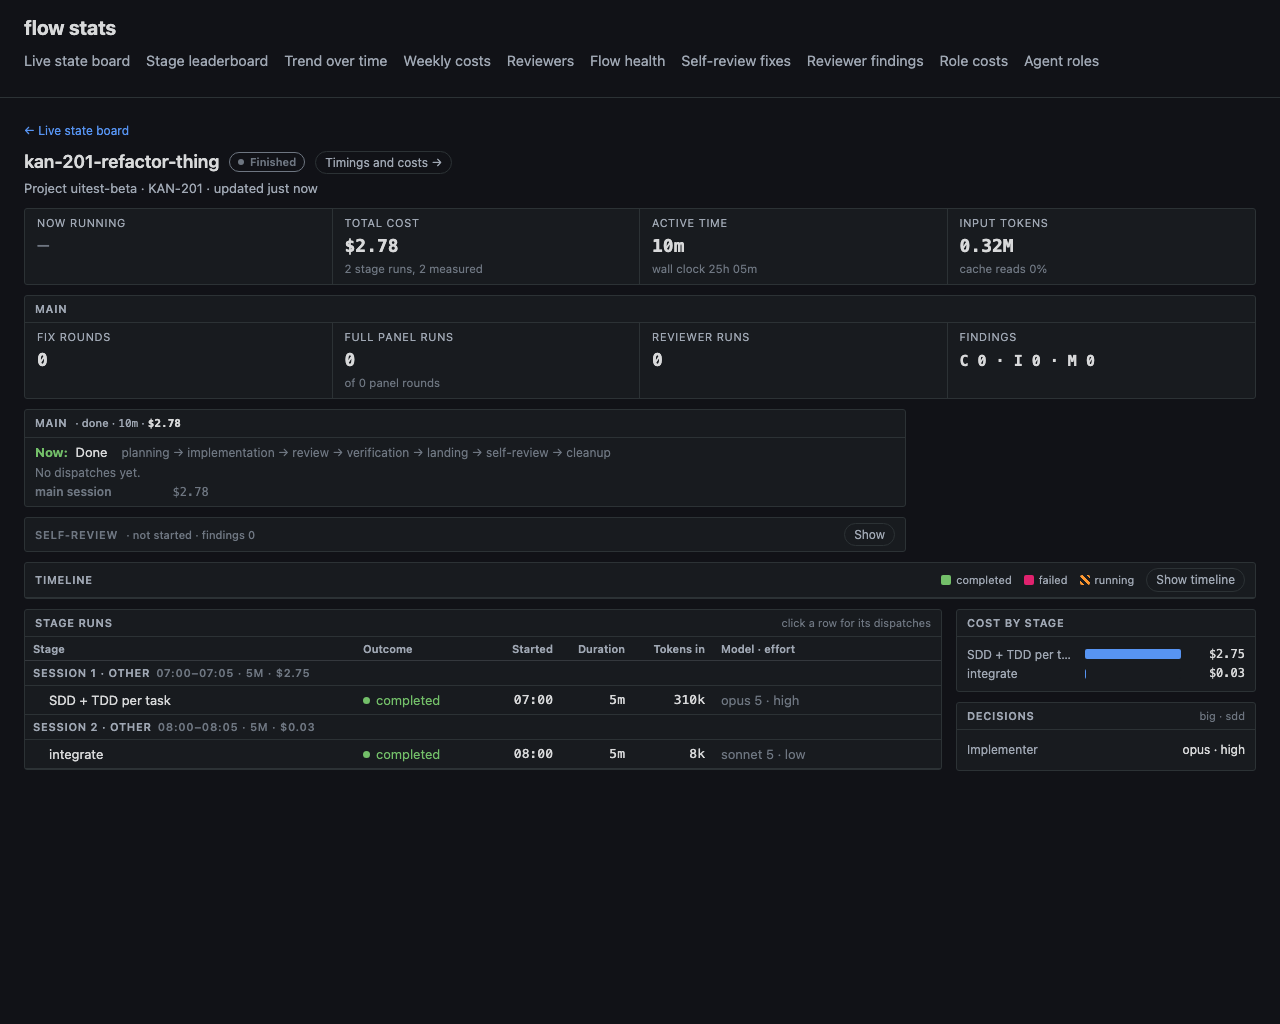 flow stats
Live state board Stage leaderboard Trend over time Weekly costs Reviewers Flow health Self-review fixes Reviewer findings Role costs Agent roles
← Live state board
kan-201-refactor-thing Finished Timings and costs →
Project uitest-beta · KAN-201 · updated just now
NOW RUNNING TOTAL COST ACTIVE TIME INPUT TOKENS
— $2.78 10m 0.32M
2 stage runs, 2 measured wall clock 25h 05m cache reads 0%
MAIN
FIX ROUNDS FULL PANEL RUNS REVIEWER RUNS FINDINGS
0 0 0 C 0 · I 0 · M 0
of 0 panel rounds
MAIN · done · 10m · $2.78
Now: Done planning → implementation → review → verification → landing → self-review → cleanup
No dispatches yet.
main session $2.78
SELF-REVIEW · not started · findings 0 Show
TIMELINE completed failed running Show timeline
STAGE RUNS click a row for its dispatches
Stage Outcome Started Duration Tokens in Model · effort
SESSION 1 · OTHER 07:00–07:05 · 5M · $2.75
SDD + TDD per task completed 07:00 5m 310k opus 5 · high
SESSION 2 · OTHER 08:00–08:05 · 5M · $0.03
integrate completed 08:00 5m 8k sonnet 5 · low
COST BY STAGE
SDD + TDD per t... $2.75
integrate $0.03
DECISIONS big · sdd
Implementer opus · high